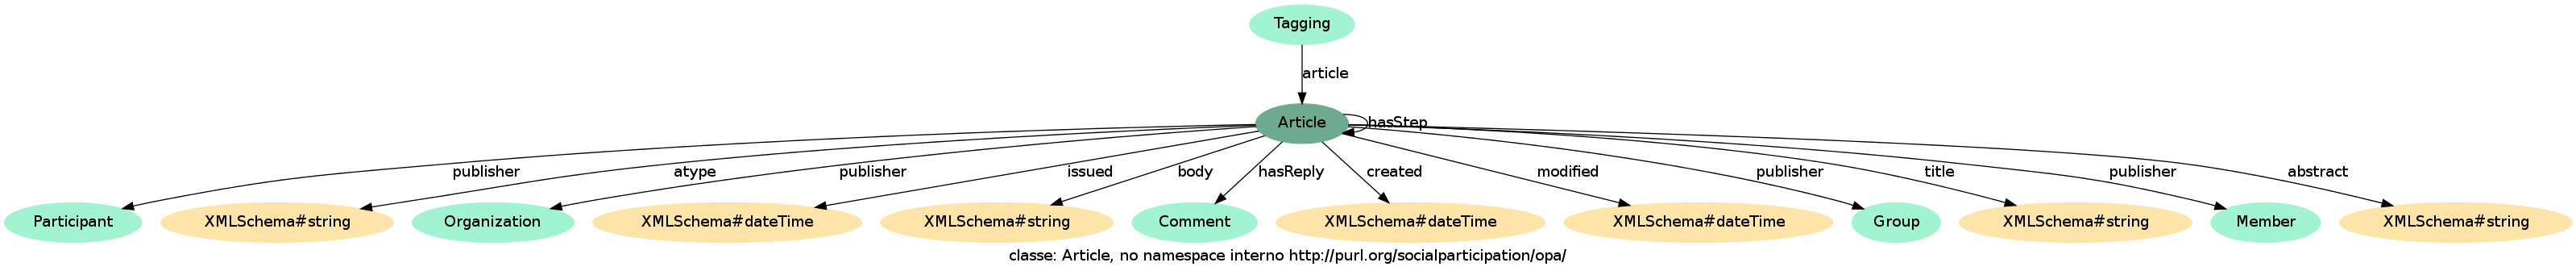 Tagging
article
Article
hasStep
publisher
atype
publisher
issued
body
hasReply
created
modified
publisher
title
publisher
abstract
Participant
XMLSchema#string
Organization
XMLSchema#dateTime
XMLSchema#string
Comment
XMLSchema#dateTime
XMLSchema#dateTime
Group
XMLSchema#string
Member
XMLSchema#string
classe: Article, no namespace interno http://purl.org/socialparticipation/opa/